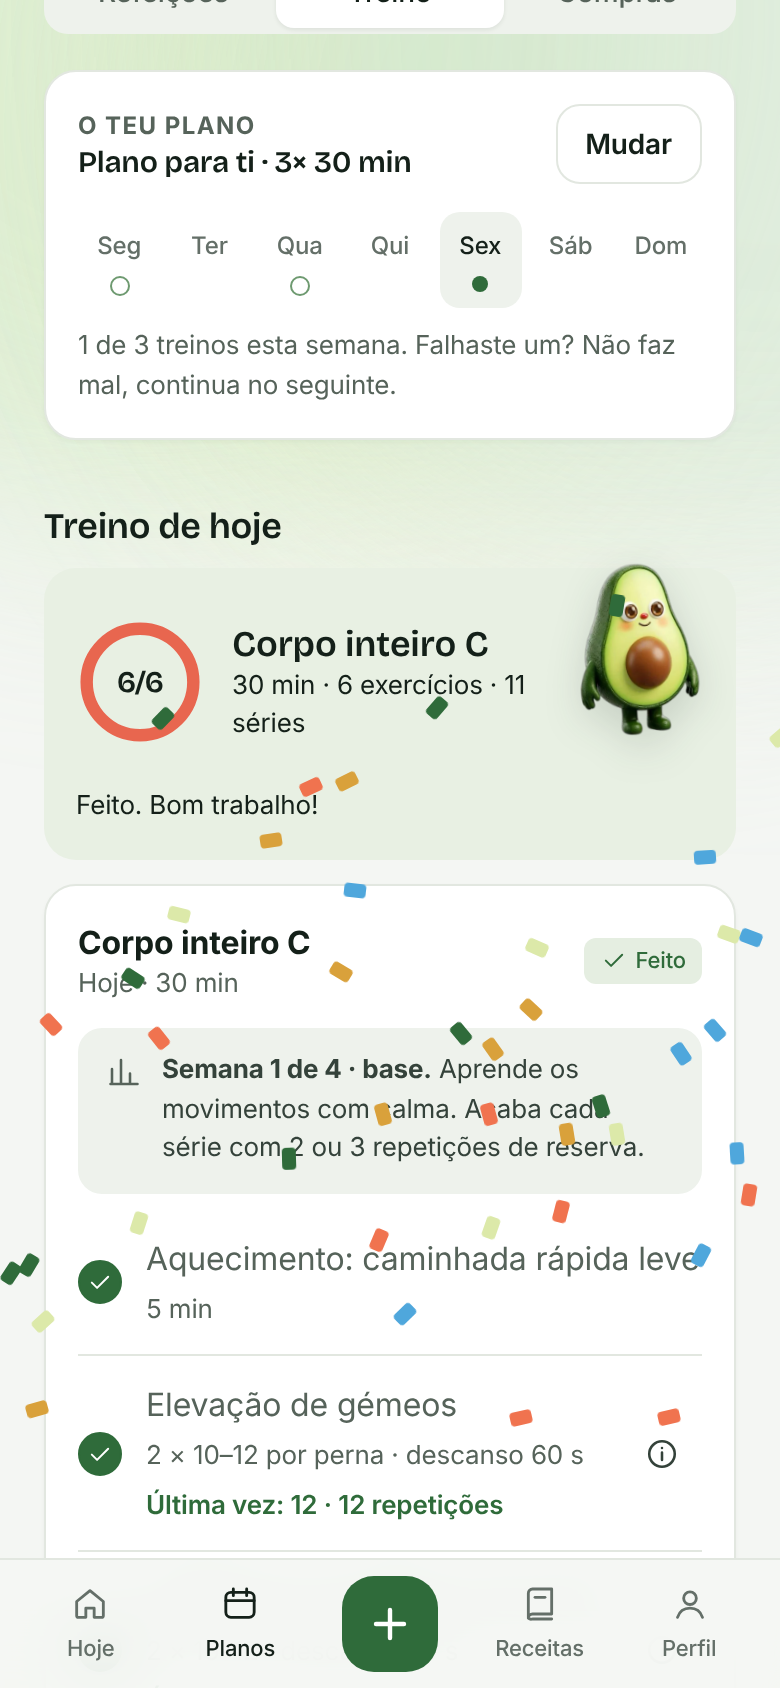 O TEU PLANO
Plano para ti · 3× 30 min
Mudar
Seg Ter Qua Qui Sex Sáb Dom
1 de 3 treinos esta semana. Falhaste um? Não faz
mal, continua no seguinte.
Treino de hoje
6/6
Corpo inteiro C
30 min · 6 exercícios · 11
séries
Feito. Bom trabalho!
Corpo inteiro C
Hoje · 30 min
Feito
Semana 1 de 4 · base. Aprende os
movimentos com calma. Acaba cada
série com 2 ou 3 repetições de reserva.
Aquecimento: caminhada rápida leve
5 min
Elevação de gémeos
2 × 10–12 por perna · descanso 60 s
Última vez: 12 · 12 repetições
Hoje Planos Receitas Perfil